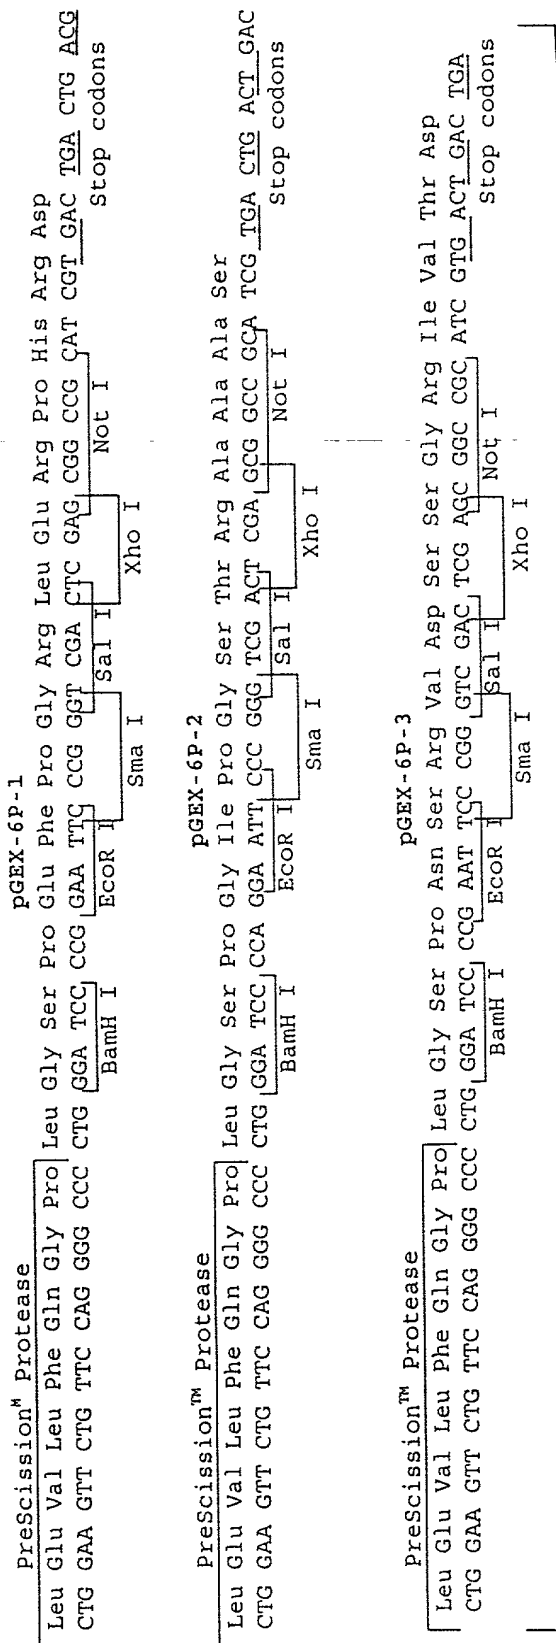 pGEX-6P-1
PreScissionᴹ Protease
Leu Glu Val Leu Phe Gln Gly Pro Leu Gly Ser Pro Glu Phe Pro Gly Arg Leu Glu Arg Pro His Arg Asp
CTG GAA GTT CTG TTC CAG GGG CCC CTG GGA TCC CCG GAA TTC CCG GGT CGA CTC GAG CGG CCG CAT CGT GAC TGA CTG ACG
BamH I EcoR I Sal I Not I Stop codons
Sma I Xho I
pGEX-6P-2
PreScission™ Protease
Leu Glu Val Leu Phe Gln Gly Pro Leu Gly Ser Pro Gly Ile Pro Gly Ser Thr Arg Ala Ala Ala Ser
CTG GAA GTT CTG TTC CAG GGG CCC CTG GGA TCC CCA GGA ATT CCC GGG TCG ACT CGA GCG GCC GCA TCG TGA CTG ACT GAC
BamH I EcoR I Sal I Not I Stop codons
Sma I Xho I
pGEX-6P-3
PreScission™ Protease
Leu Glu Val Leu Phe Gln Gly Pro Leu Gly Ser Pro Asn Ser Arg Val Asp Ser Ser Gly Arg Ile Val Thr Asp
CTG GAA GTT CTG TTC CAG GGG CCC CTG GGA TCC CCG AAT TCC CGG GTC GAC TCG AGC GGC CGC ATC GTG ACT GAC TGA
BamH I EcoR I Sal I Not I Stop codons
Sma I Xho I